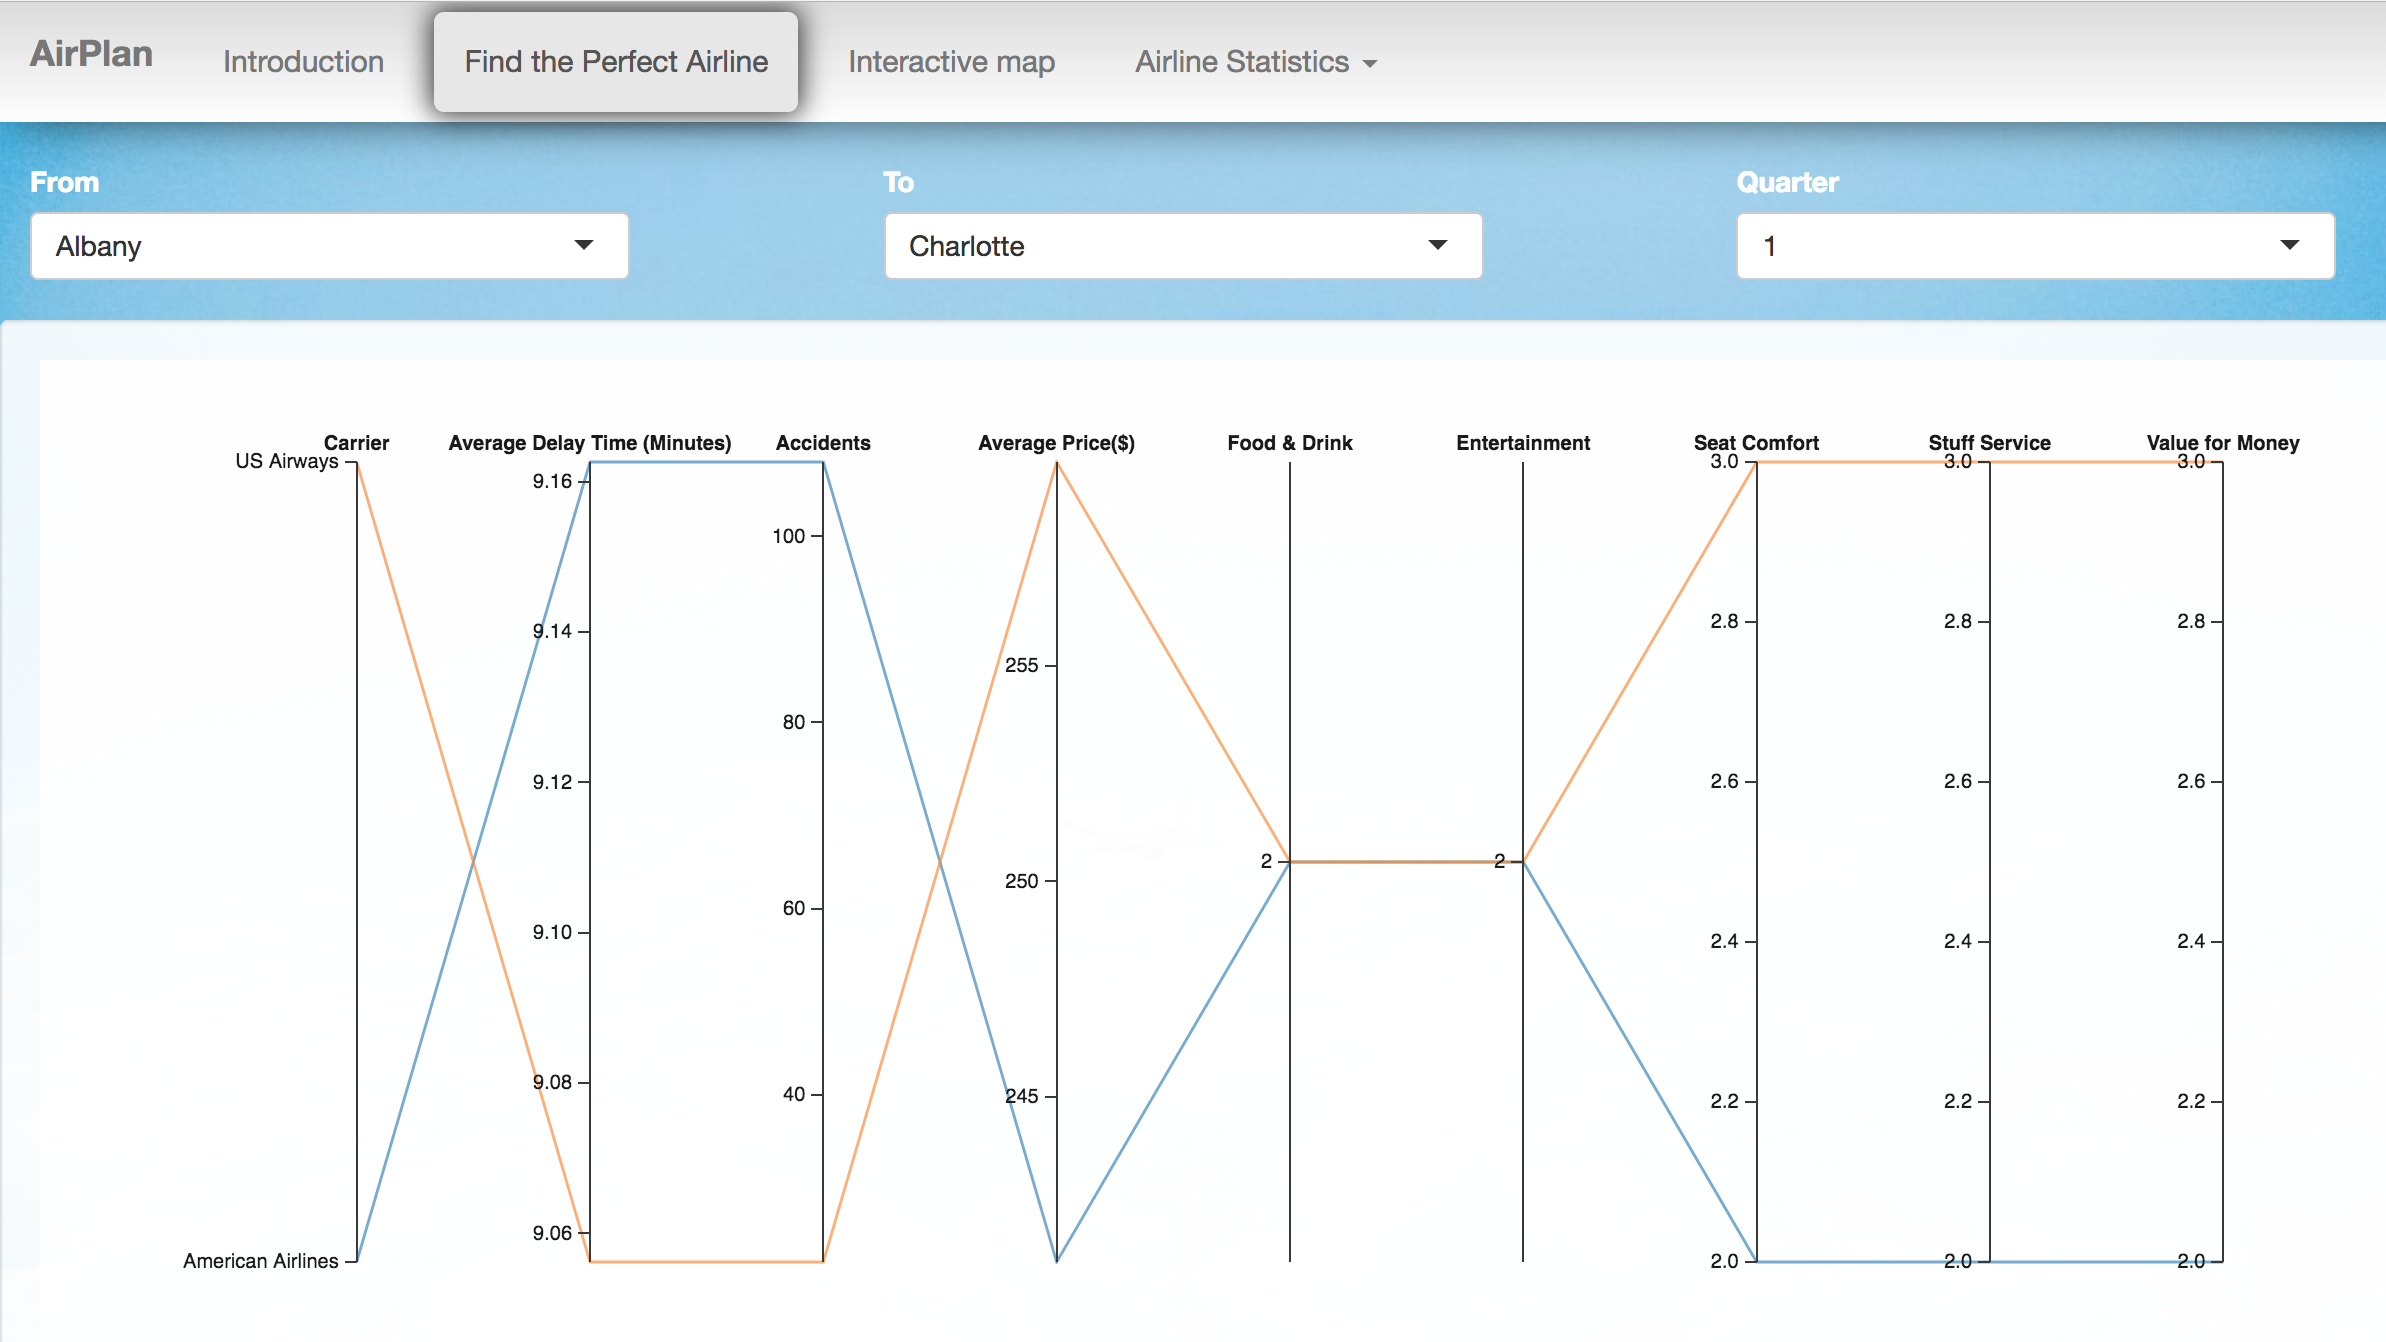 AirPlan Introduction Find the Perfect Airline Interactive map Airline Statistics
From To Quarter
Albany Charlotte 1
Carrier Average Delay Time (Minutes) Accidents Average Price($) Food & Drink Entertainment Seat Comfort Stuff Service Value for Money
US Airways 3.0 3.0 3.0
9.16
100
9.14 2.8 2.8 2.8
255
80
9.12 2.6 2.6 2.6
2 2
250
60
9.10 2.4 2.4 2.4
9.08
40 245 2.2 2.2 2.2
9.06
American Airlines 2.0 2.0 2.0